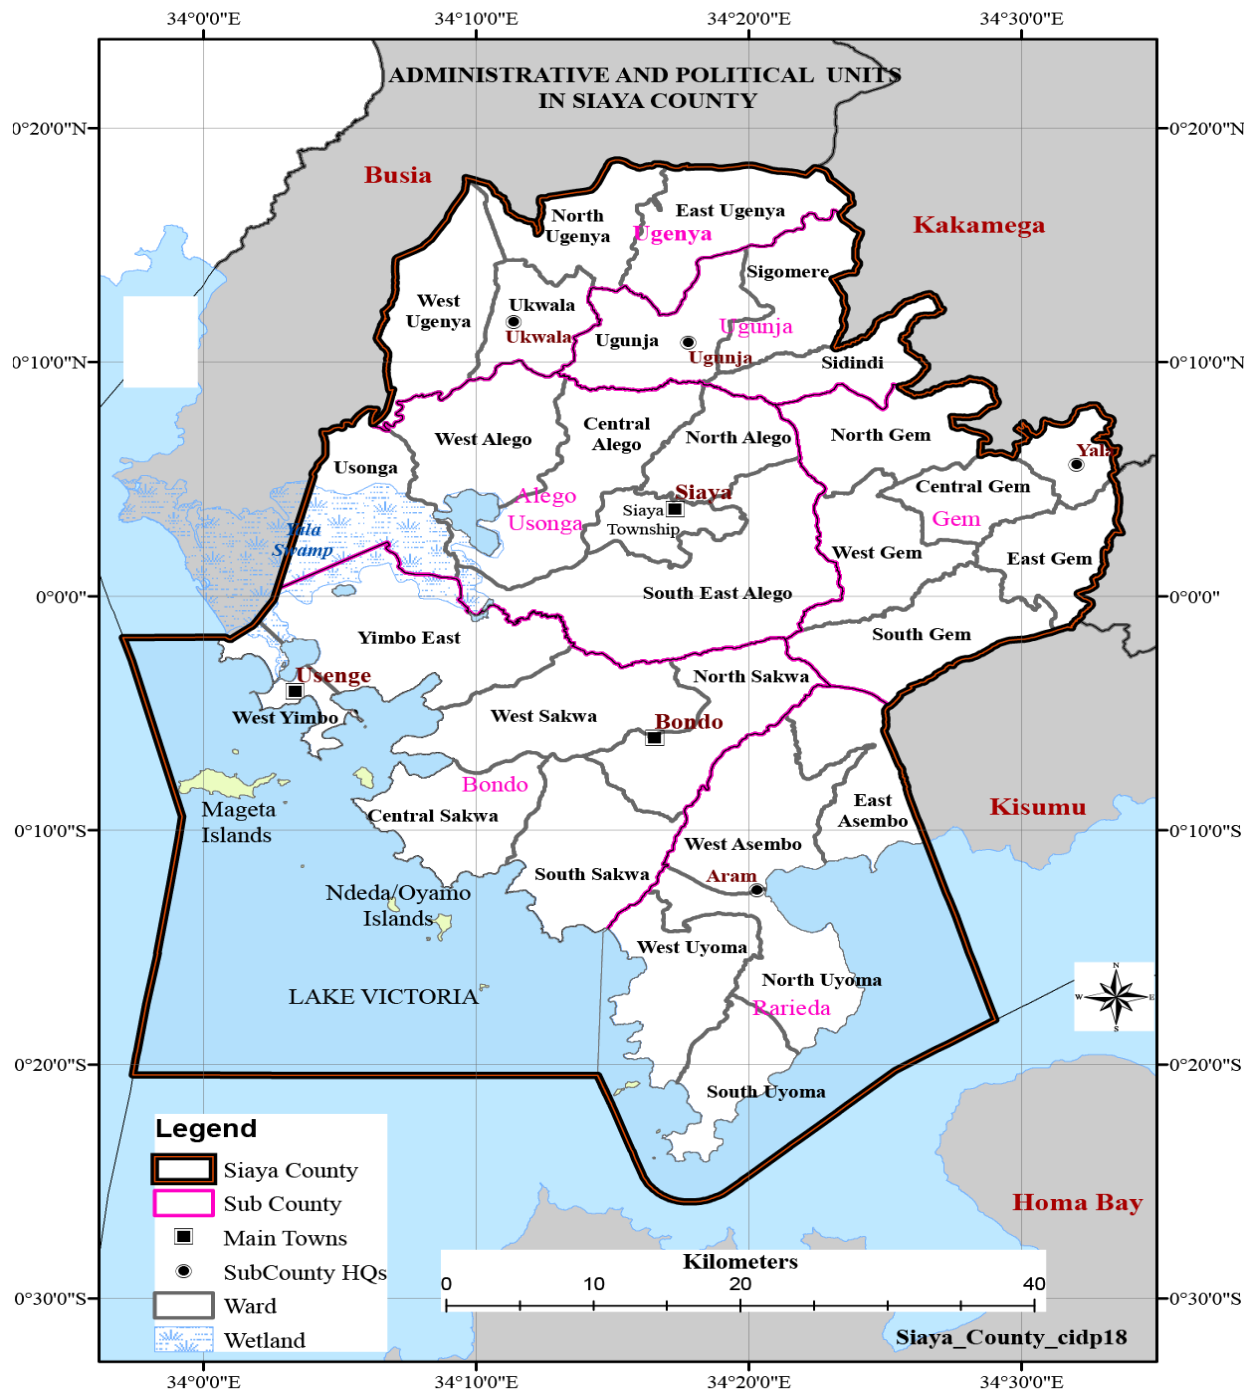 34°0'0"E 34°10'0"E 34°20'0"E 34°30'0"E
ADMINISTRATIVE AND POLITICAL UNITS
IN SIAYA COUNTY
0°20'0"N 0°20'0"N
Busia
Kakamega
North
Ugenya
East Ugenya
Ugenya
Sigomere
West
Ugenya
Ukwala
Ukwala
Ugunja
Ugunja
Ugunja
0°10'0"N 0°10'0"N
Sidindi
West Alego
Central
Alego
North Alego
North Gem
Yala
Usonga
Central Gem
Alego
Usonga
Siaya
Siaya
Township
Gem
Yala
Swamp
West Gem
East Gem
0°0'0" 0°0'0"
South East Alego
Yimbo East
South Gem
Usenge
North Sakwa
West Yimbo
West Sakwa
Bondo
Bondo
Mageta
Islands
Central Sakwa
East
Asembo
Kisumu
0°10'0"S 0°10'0"S
West Asembo
South Sakwa
Aram
Ndeda/Oyamo
Islands
West Uyoma
North Uyoma
LAKE VICTORIA
Rarieda
N
W E
S
0°20'0"S 0°20'0"S
South Uyoma
Homa Bay
Legend
Siaya County
Sub County
Main Towns
SubCounty HQs
Ward
Wetland
Kilometers
0 10 20 40
0°30'0"S 0°30'0"S
Siaya_County_cidp18
34°0'0"E 34°10'0"E 34°20'0"E 34°30'0"E